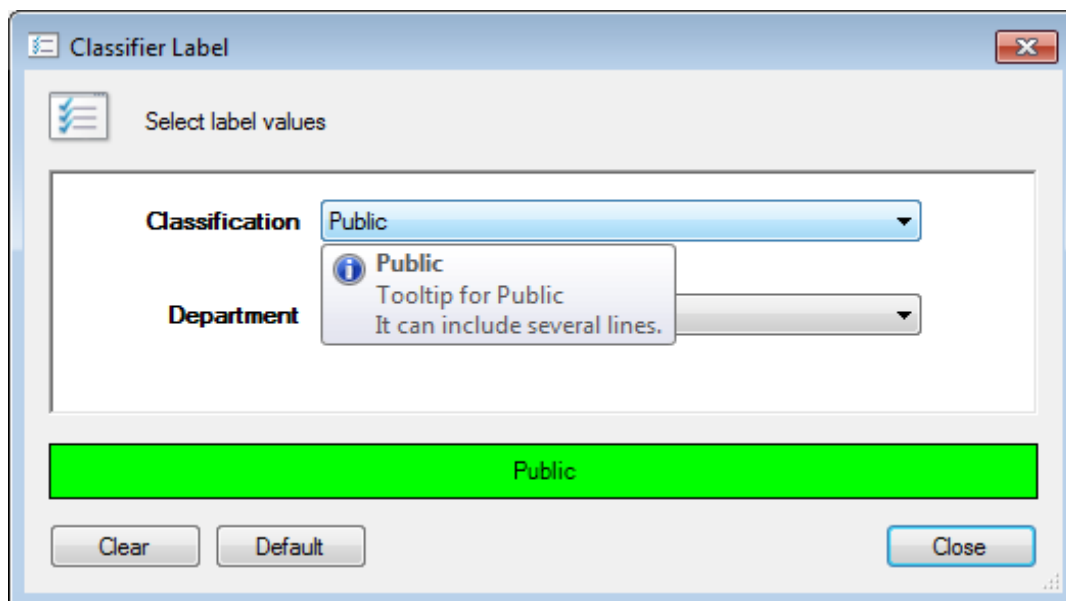 Classifier Label
Select label values
Classification Public
Public
Tooltip for Public
It can include several lines.
Department
Public
Clear Default Close